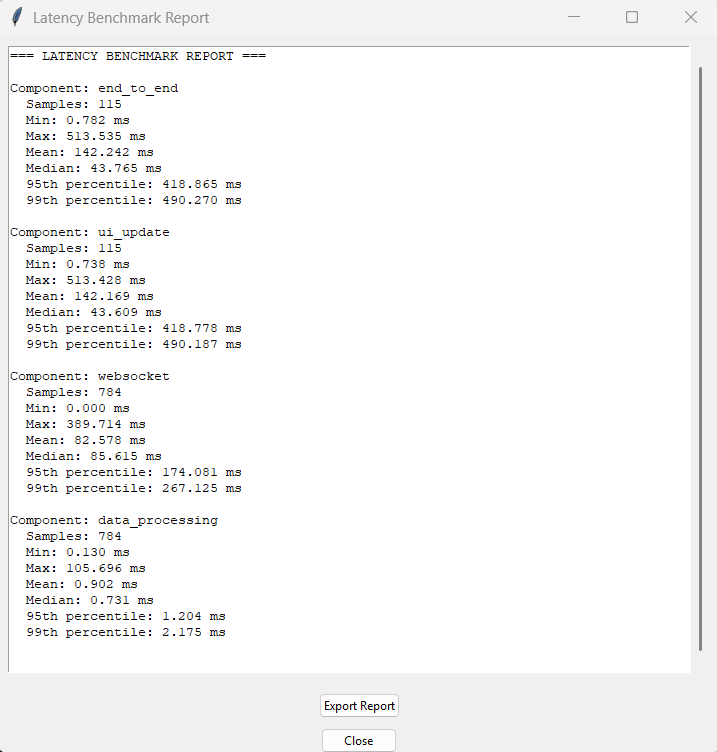 Latency Benchmark Report
=== LATENCY BENCHMARK REPORT ===
Component: end_to_end
Samples: 115
Min: 0.782 ms
Max: 513.535 ms
Mean: 142.242 ms
Median: 43.765 ms
95th percentile: 418.865 ms
99th percentile: 490.270 ms
Component: ui_update
Samples: 115
Min: 0.738 ms
Max: 513.428 ms
Mean: 142.169 ms
Median: 43.609 ms
95th percentile: 418.778 ms
99th percentile: 490.187 ms
Component: websocket
Samples: 784
Min: 0.000 ms
Max: 389.714 ms
Mean: 82.578 ms
Median: 85.615 ms
95th percentile: 174.081 ms
99th percentile: 267.125 ms
Component: data_processing
Samples: 784
Min: 0.130 ms
Max: 105.696 ms
Mean: 0.902 ms
Median: 0.731 ms
95th percentile: 1.204 ms
99th percentile: 2.175 ms
Export Report
Close